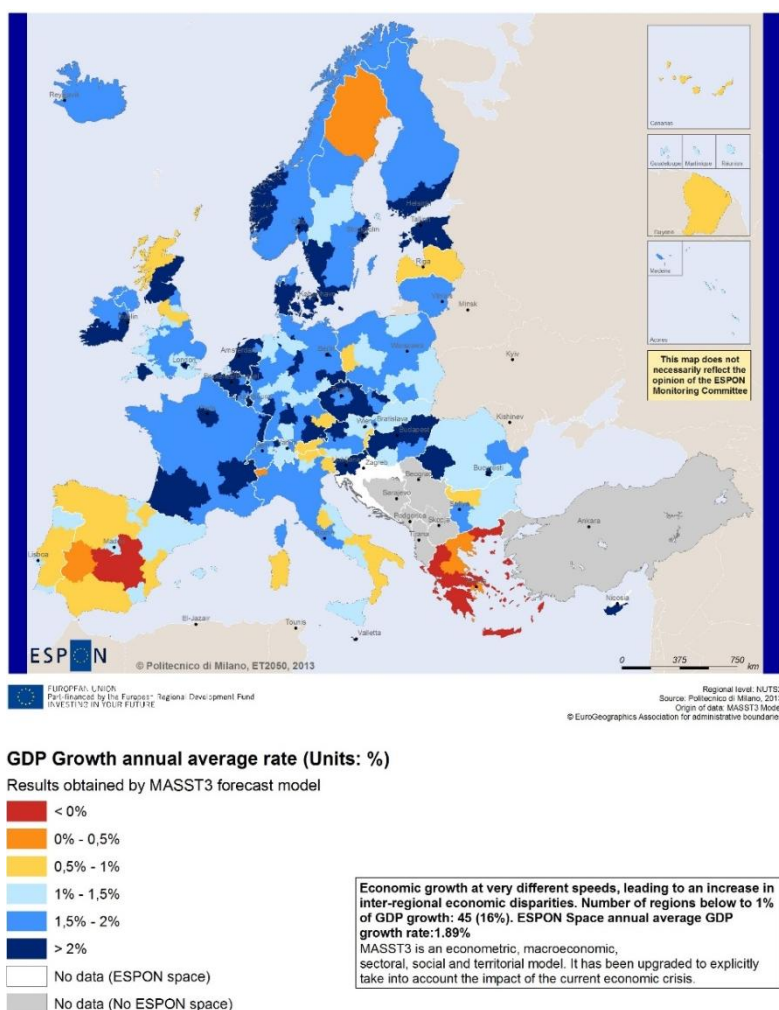 Reykjavik
Canarias
Guadeloupe Martinique Réunion
Guyane
Madeira
Acores
This map does not
necessarily reflect the
opinion of the ESPON
Monitoring Committee
Helsinki
Tallinn
Oslo
Stockholm
Riga
Vilnius
Minsk
Dublin
London
Amsterdam
Berlin
Warszawa
Kyiv
Paris
Wien
Bratislava
Budapest
Kishinev
Zagreb
Beograd
Bucuresti
Sarajevo
Podgorica
Skopje
Tirana
Ankara
Madrid
Lisboa
El-Jazair
Tounis
Valletta
Nicosia
ESPON
© Politecnico di Milano, ET2050, 2013
0 375 750
km
EUROPEAN UNION
Part-financed by the European Regional Development Fund
INVESTING IN YOUR FUTURE
Regional level: NUTS2
Source: Politecnico di Milano, 2013
Origin of data: MASST3 Model
© EuroGeographics Association for administrative boundaries
GDP Growth annual average rate (Units: %)
Results obtained by MASST3 forecast model
< 0%
0% - 0,5%
0,5% - 1%
1% - 1,5%
1,5% - 2%
> 2%
No data (ESPON space)
No data (No ESPON space)
Economic growth at very different speeds, leading to an increase in
inter-regional economic disparities. Number of regions below to 1%
of GDP growth: 45 (16%). ESPON Space annual average GDP
growth rate:1.89%
MASST3 is an econometric, macroeconomic,
sectoral, social and territorial model. It has been upgraded to explicitly
take into account the impact of the current economic crisis.